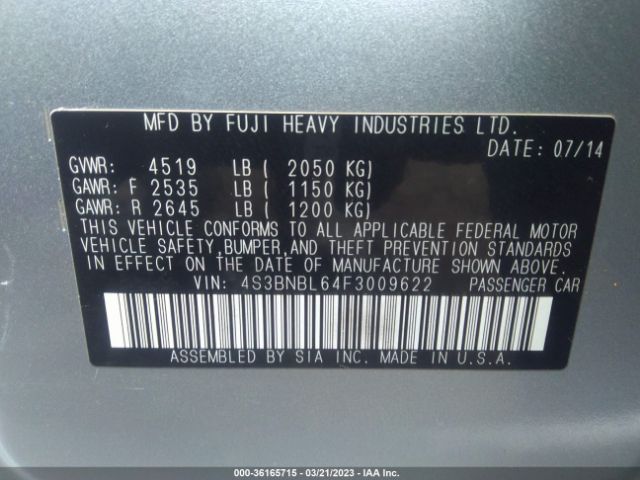 MFD BY FUJI HEAVY INDUSTRIES LTD.
DATE: 07/14
GVWR: 4519 LB ( 2050 KG)
GAWR: F 2535 LB ( 1150 KG)
GAWR: R 2645 LB ( 1200 KG)
THIS VEHICLE CONFORMS TO ALL APPLICABLE FEDERAL MOTOR
VEHICLE SAFETY, BUMPER, AND THEFT PREVENTION STANDARDS
IN EFFECT ON THE DATE OF MANUFACTURE SHOWN ABOVE.
VIN: 4S3BNBL64F3009622 PASSENGER CAR
ASSEMBLED BY SIA INC. MADE IN U.S.A.
000-36165715 - 03/21/2023 - IAA Inc.